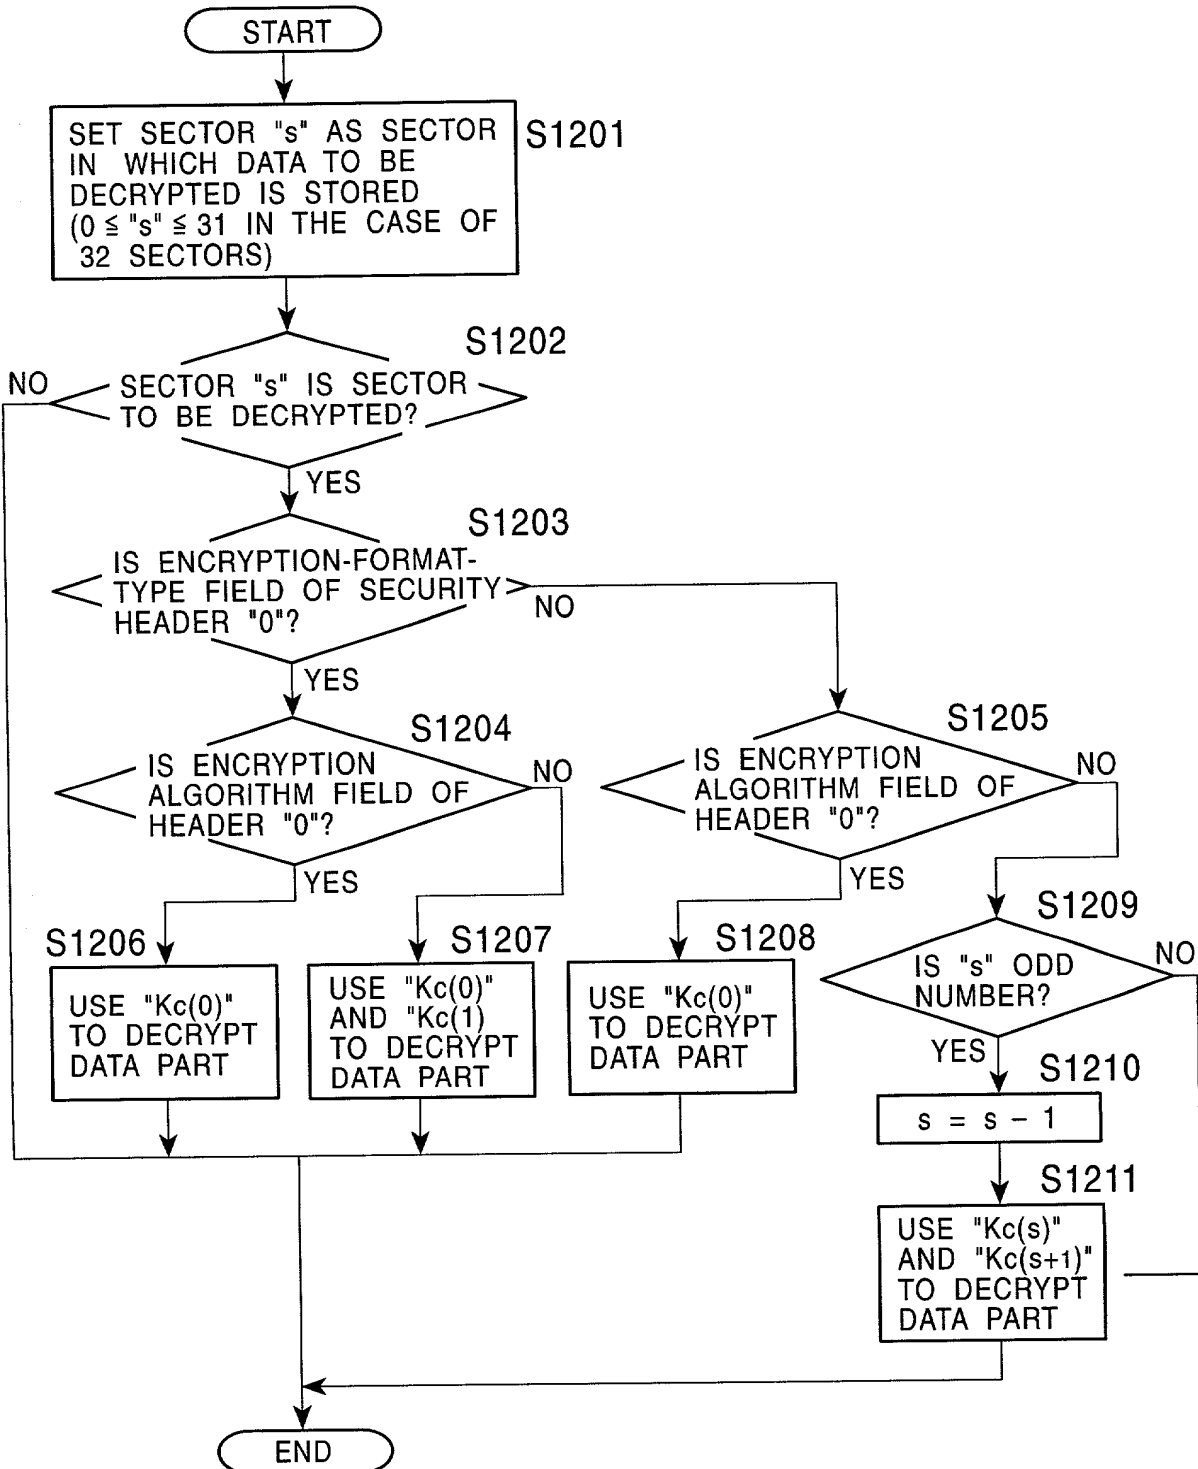 START
SET SECTOR "s" AS SECTOR
IN WHICH DATA TO BE
DECRYPTED IS STORED
(0 ≦ "s" ≦ 31 IN THE CASE OF
32 SECTORS)
S1201
S1202
NO
SECTOR "s" IS SECTOR
TO BE DECRYPTED?
YES
S1203
IS ENCRYPTION-FORMAT-
TYPE FIELD OF SECURITY
HEADER "0"?
NO
YES
S1204
IS ENCRYPTION
ALGORITHM FIELD OF
HEADER "0"?
NO
YES
S1205
IS ENCRYPTION
ALGORITHM FIELD OF
HEADER "0"?
NO
YES
S1206
USE "Kc(0)"
TO DECRYPT
DATA PART
S1207
USE "Kc(0)"
AND "Kc(1)
TO DECRYPT
DATA PART
S1208
USE "Kc(0)"
TO DECRYPT
DATA PART
S1209
IS "s" ODD
NUMBER?
NO
YES
S1210
s = s − 1
S1211
USE "Kc(s)"
AND "Kc(s+1)"
TO DECRYPT
DATA PART
END